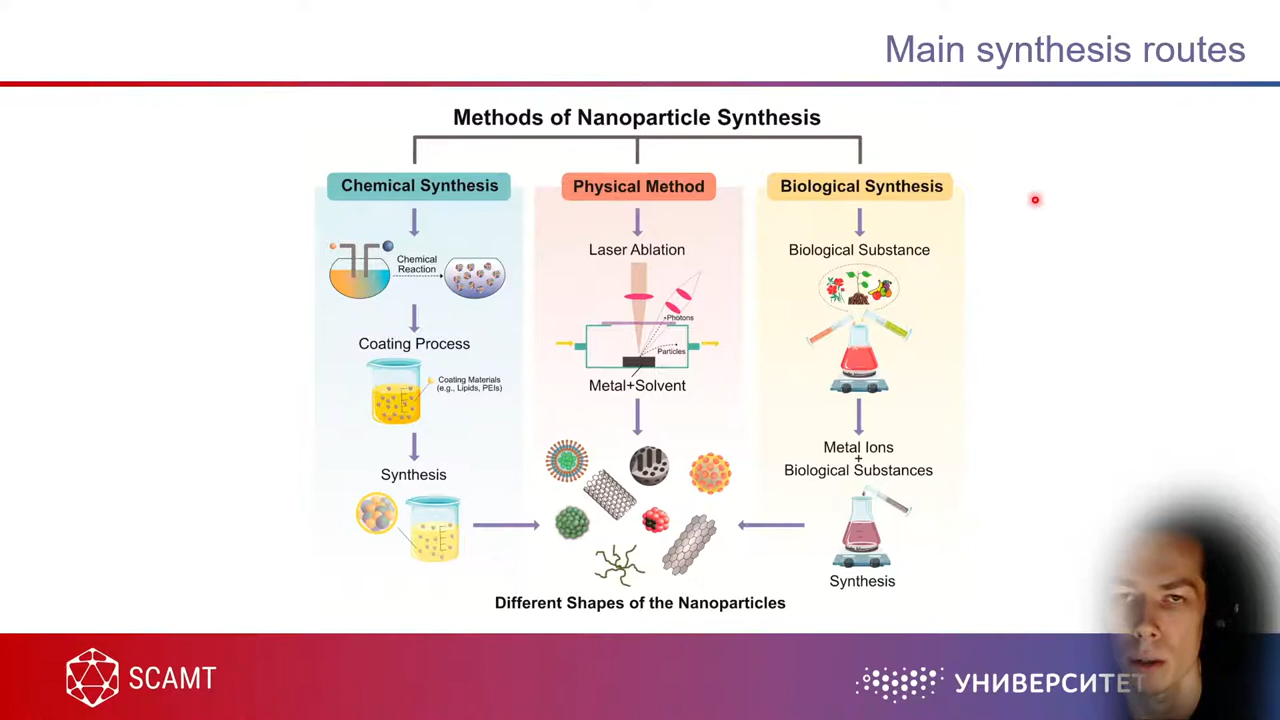 Main synthesis routes
Methods of Nanoparticle Synthesis
Chemical Synthesis
Chemical
Reaction
Coating Process
Coating Materials
(e.g., Lipids, PEIs)
Synthesis
Physical Method
Laser Ablation
Photons
Particles
Metal+Solvent
Biological Synthesis
Biological Substance
Metal Ions
+
Biological Substances
Synthesis
Different Shapes of the Nanoparticles
SCAMT
УНИВЕРСИТЕТ